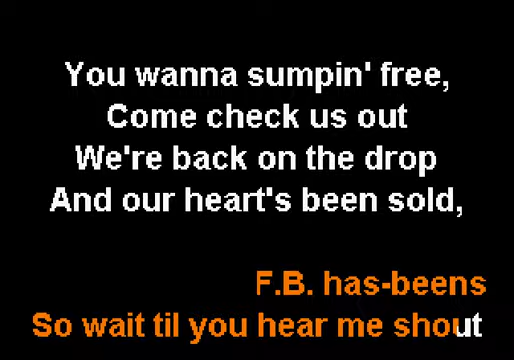 You wanna sumpin' free,
Come check us out
We're back on the drop
And our heart's been sold,
F.B. has-beens
So wait til you hear me shout